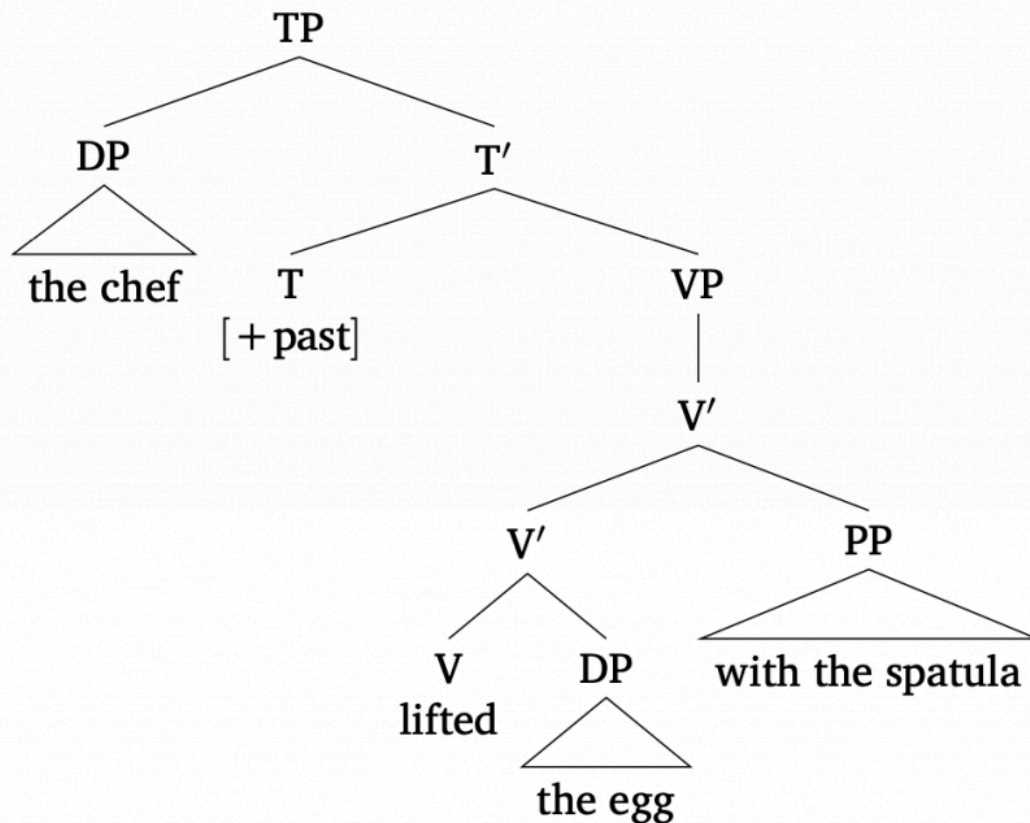 TP
DP T′
the chef T VP
[+past]
V′
V′ PP
V DP with the spatula
lifted
the egg